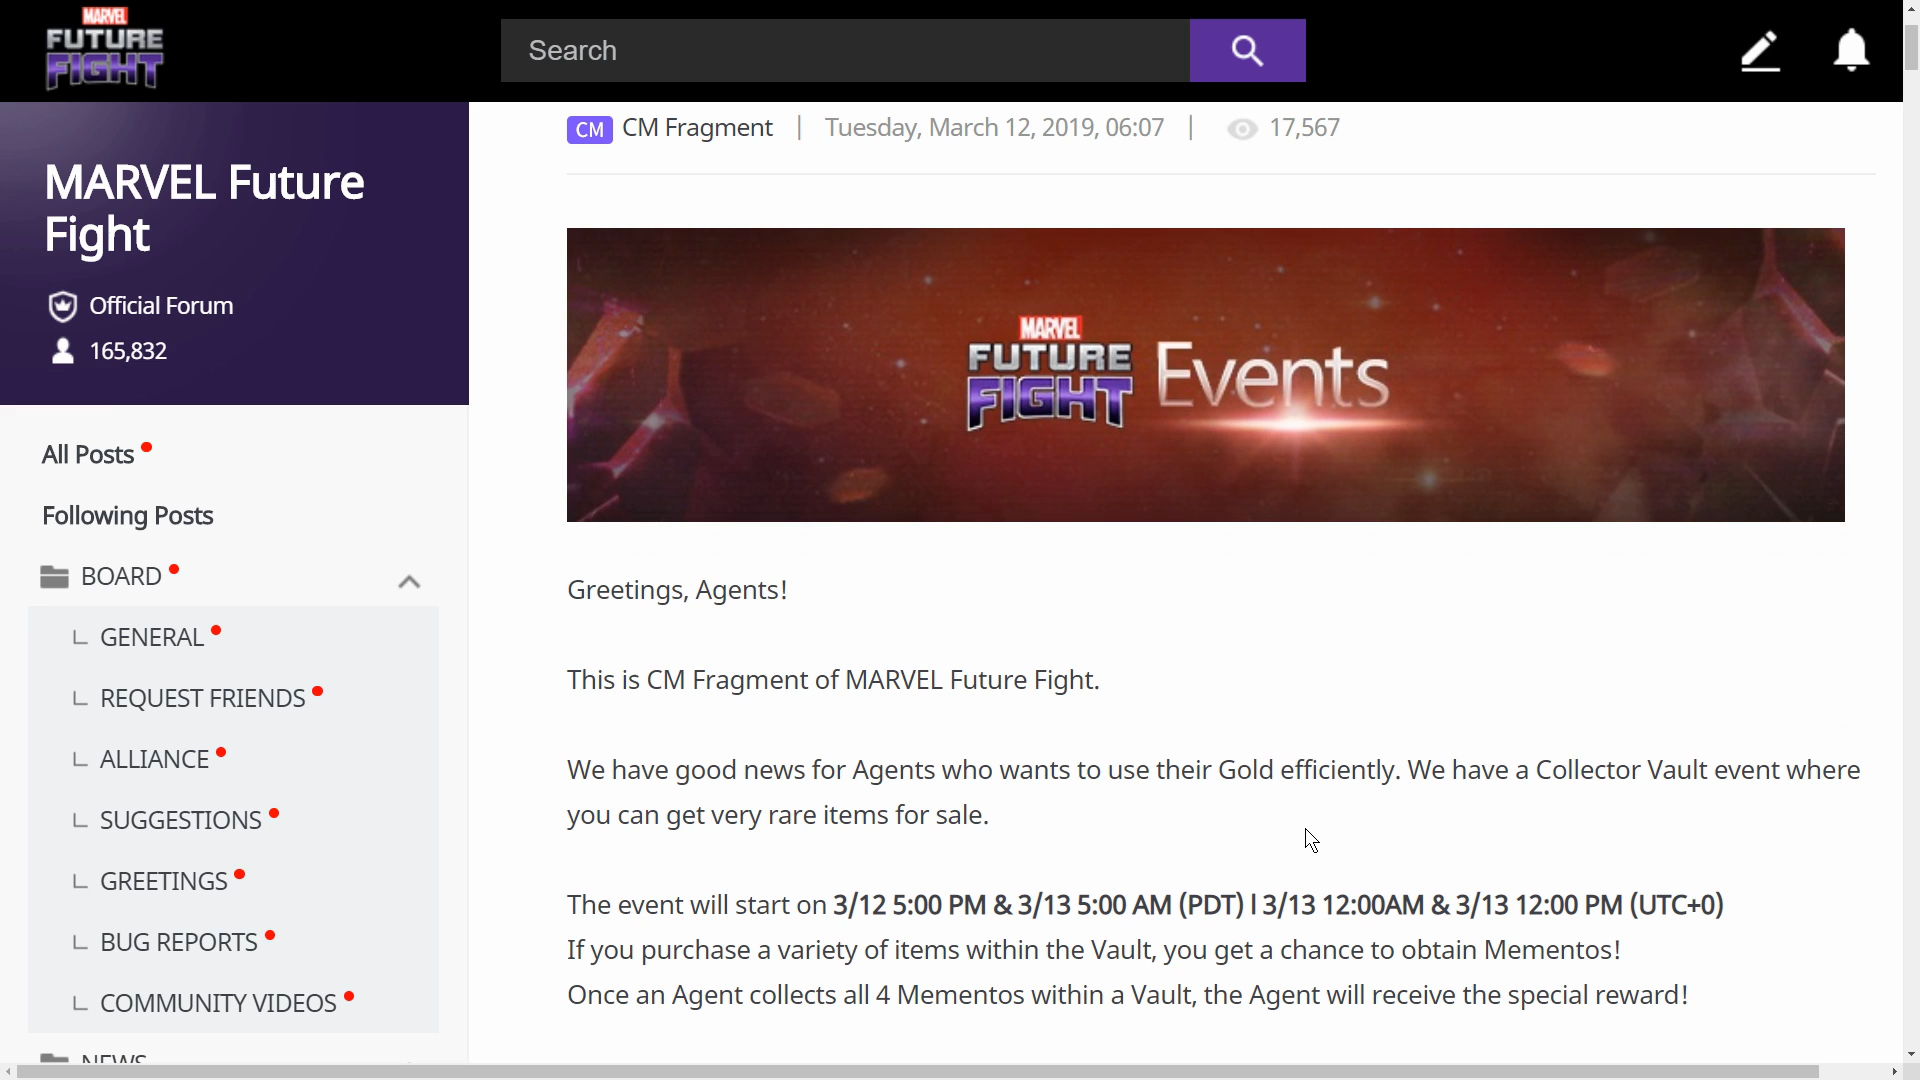 MARVEL
FUTURE
FIGHT
Search
MARVEL Future
Fight
Official Forum
165,832
All Posts
Following Posts
BOARD
GENERAL
REQUEST FRIENDS
ALLIANCE
SUGGESTIONS
GREETINGS
BUG REPORTS
COMMUNITY VIDEOS
NEWS
CM CM Fragment | Tuesday, March 12, 2019, 06:07 | 17,567
MARVEL
FUTURE
FIGHT Events
Greetings, Agents!
This is CM Fragment of MARVEL Future Fight.
We have good news for Agents who wants to use their Gold efficiently. We have a Collector Vault event where
you can get very rare items for sale.
The event will start on 3/12 5:00 PM & 3/13 5:00 AM (PDT) l 3/13 12:00AM & 3/13 12:00 PM (UTC+0)
If you purchase a variety of items within the Vault, you get a chance to obtain Mementos!
Once an Agent collects all 4 Mementos within a Vault, the Agent will receive the special reward!